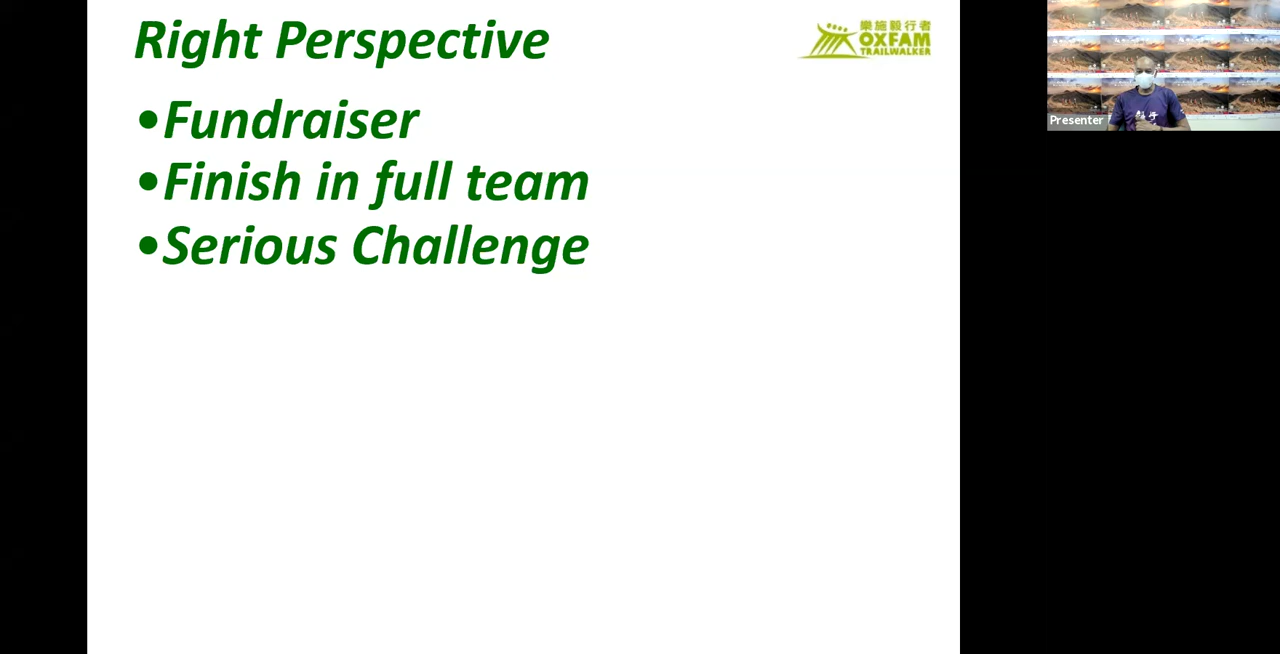 Right Perspective
樂施毅行者
OXFAM
TRAILWALKER
•Fundraiser
•Finish in full team
•Serious Challenge
Presenter